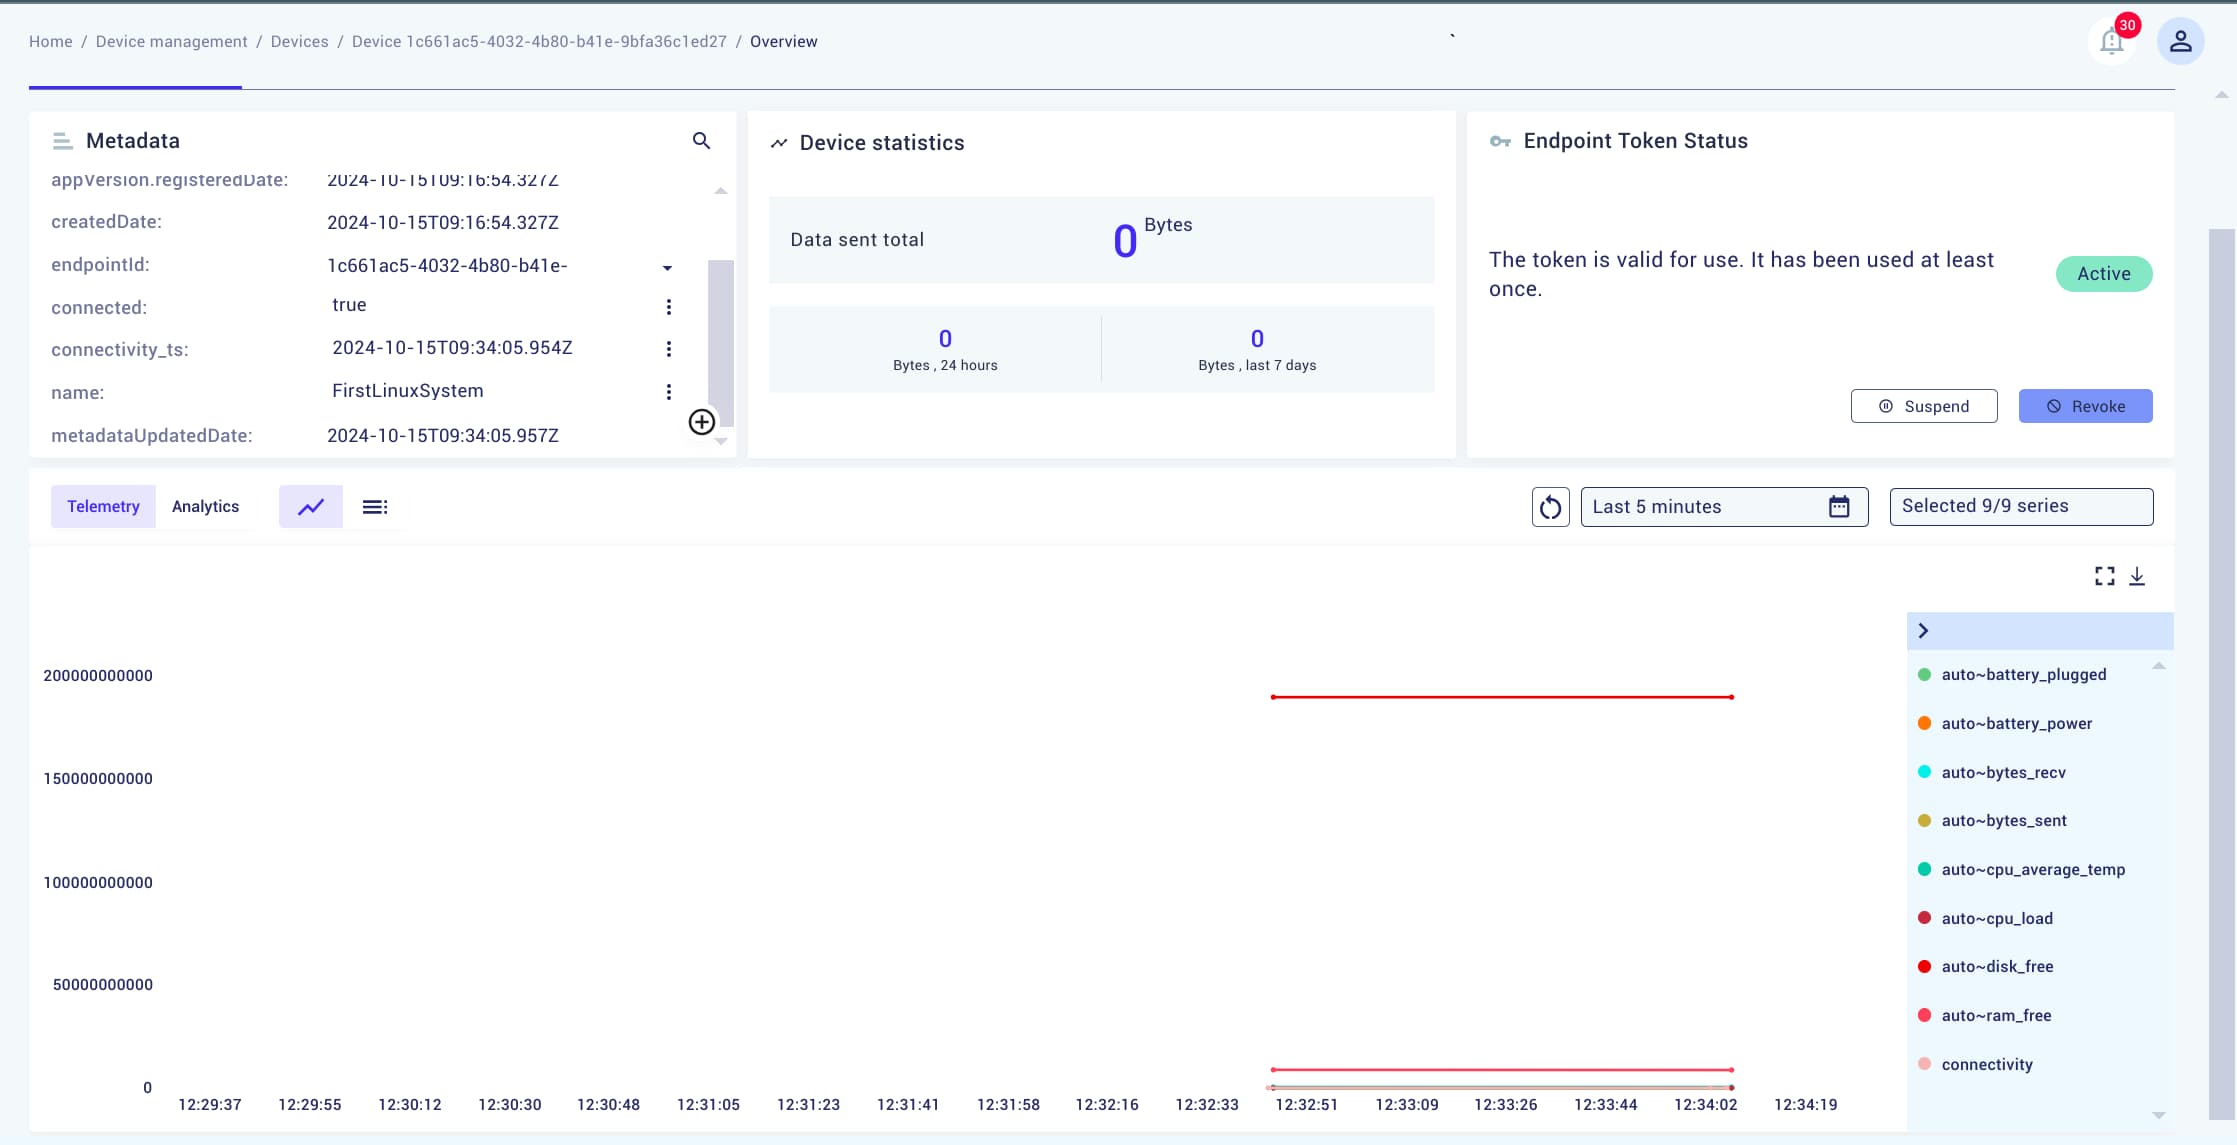 Home / Device management / Devices / Device 1c661ac5-4032-4b80-b41e-9bfa36c1ed27 / Overview
`
30
Metadata
appVersion.registeredDate: 2024-10-15T09:16:54.327Z
createdDate: 2024-10-15T09:16:54.327Z
endpointId: 1c661ac5-4032-4b80-b41e-
connected: true
connectivity_ts: 2024-10-15T09:34:05.954Z
name: FirstLinuxSystem
metadataUpdatedDate: 2024-10-15T09:34:05.957Z
Device statistics
Data sent total 0 Bytes
0
Bytes , 24 hours
0
Bytes , last 7 days
Endpoint Token Status
The token is valid for use. It has been used at least
once.
Active
Suspend
Revoke
Telemetry Analytics
Last 5 minutes
Selected 9/9 series
200000000000
150000000000
100000000000
50000000000
0
12:29:37 12:29:55 12:30:12 12:30:30 12:30:48 12:31:05 12:31:23 12:31:41 12:31:58 12:32:16 12:32:33 12:32:51 12:33:09 12:33:26 12:33:44 12:34:02 12:34:19
auto~battery_plugged
auto~battery_power
auto~bytes_recv
auto~bytes_sent
auto~cpu_average_temp
auto~cpu_load
auto~disk_free
auto~ram_free
connectivity